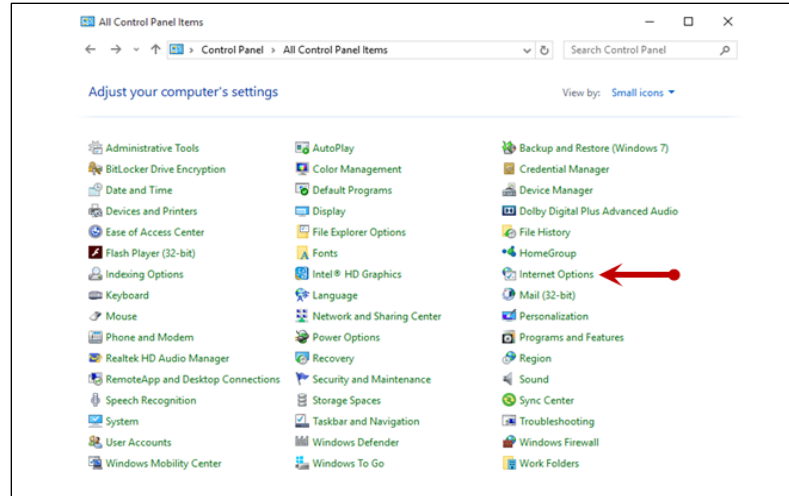 All Control Panel Items
Control Panel > All Control Panel Items
Search Control Panel
Adjust your computer's settings
View by: Small icons
Administrative Tools
AutoPlay
Backup and Restore (Windows 7)
BitLocker Drive Encryption
Color Management
Credential Manager
Date and Time
Default Programs
Device Manager
Devices and Printers
Display
Dolby Digital Plus Advanced Audio
Ease of Access Center
File Explorer Options
File History
Flash Player (32-bit)
Fonts
HomeGroup
Indexing Options
Intel® HD Graphics
Internet Options
Keyboard
Language
Mail (32-bit)
Mouse
Network and Sharing Center
Personalization
Phone and Modem
Power Options
Programs and Features
Realtek HD Audio Manager
Recovery
Region
RemoteApp and Desktop Connections
Security and Maintenance
Sound
Speech Recognition
Storage Spaces
Sync Center
System
Taskbar and Navigation
Troubleshooting
User Accounts
Windows Defender
Windows Firewall
Windows Mobility Center
Windows To Go
Work Folders